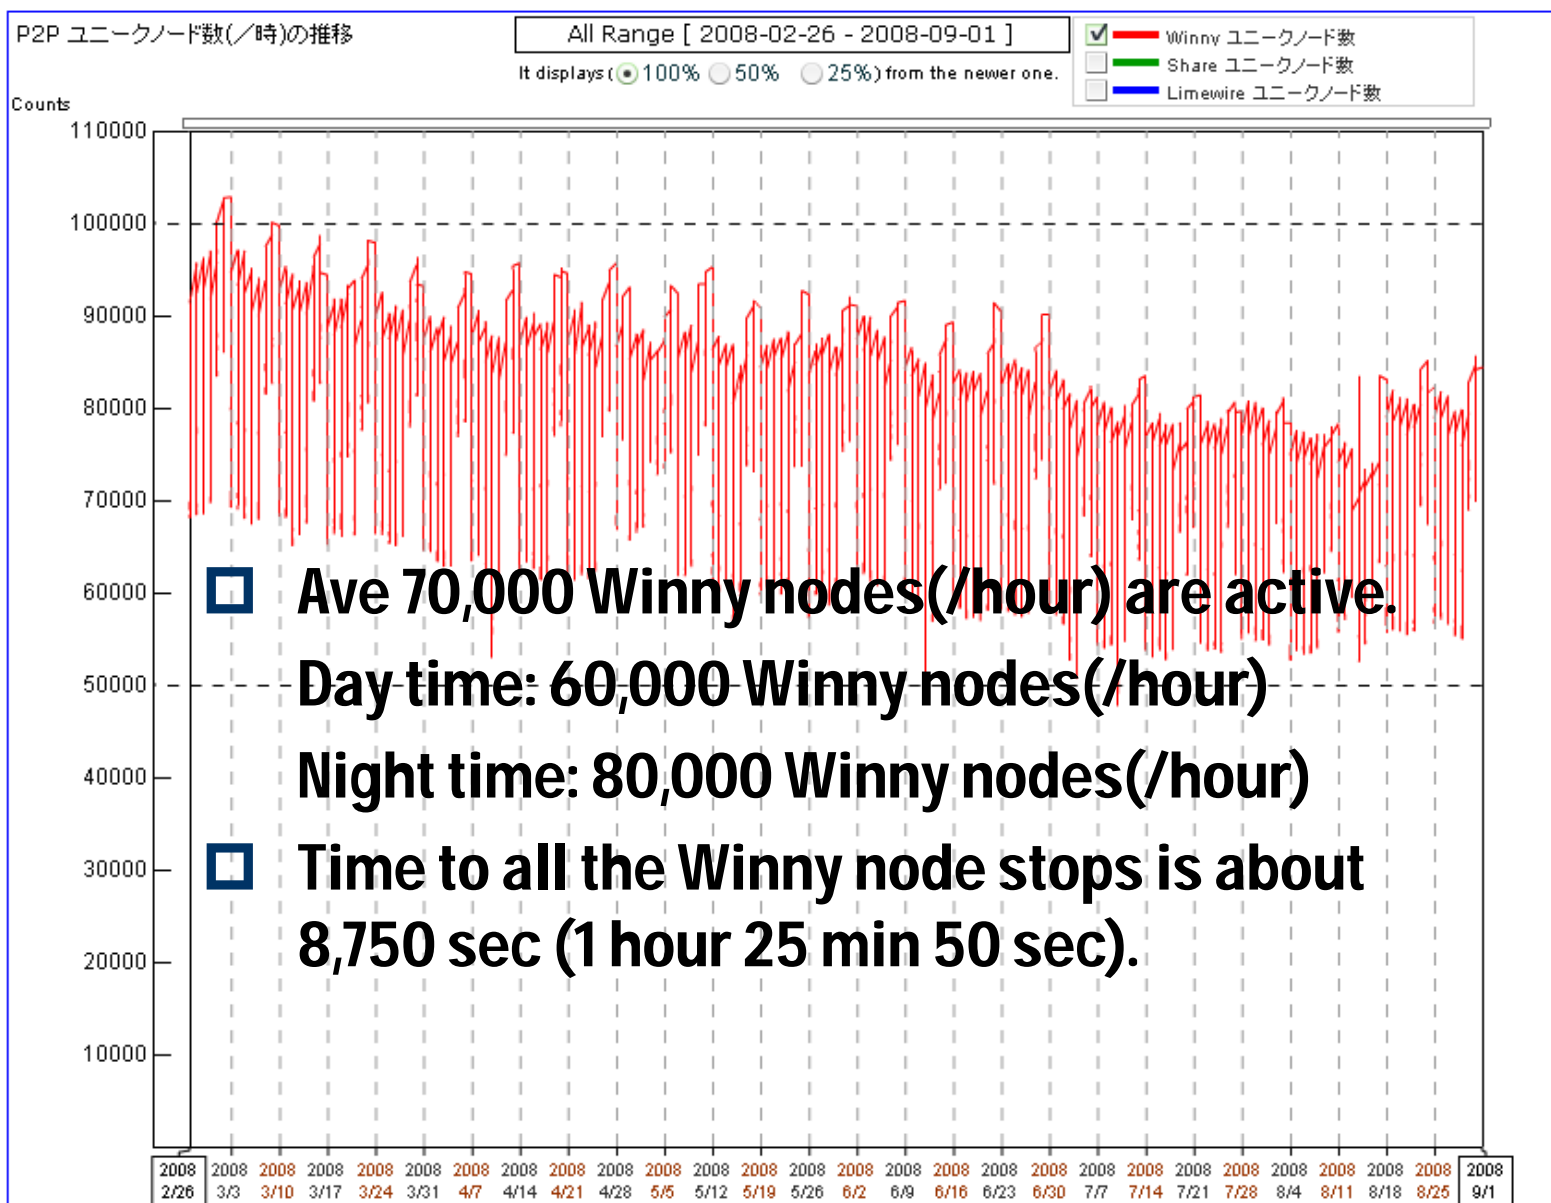 P2P ユニークノード数(／時)の推移
All Range [ 2008-02-26 - 2008-09-01 ]
It displays ( 100% 50% 25% ) from the newer one.
Winny ユニークノード数
Share ユニークノード数
Limewire ユニークノード数
Counts
110000
100000
90000
80000
70000
60000
50000
40000
30000
20000
10000
Ave 70,000 Winny nodes(/hour) are active.
Day time: 60,000 Winny nodes(/hour)
Night time: 80,000 Winny nodes(/hour)
Time to all the Winny node stops is about
8,750 sec (1 hour 25 min 50 sec).
2008 2008 2008 2008 2008 2008 2008 2008 2008 2008 2008 2008 2008 2008 2008 2008 2008 2008 2008 2008 2008 2008 2008 2008 2008 2008 2008 2008
2/26 3/3 3/10 3/17 3/24 3/31 4/7 4/14 4/21 4/28 5/5 5/12 5/19 5/26 6/2 6/9 6/16 6/23 6/30 7/7 7/14 7/21 7/28 8/4 8/11 8/18 8/25 9/1